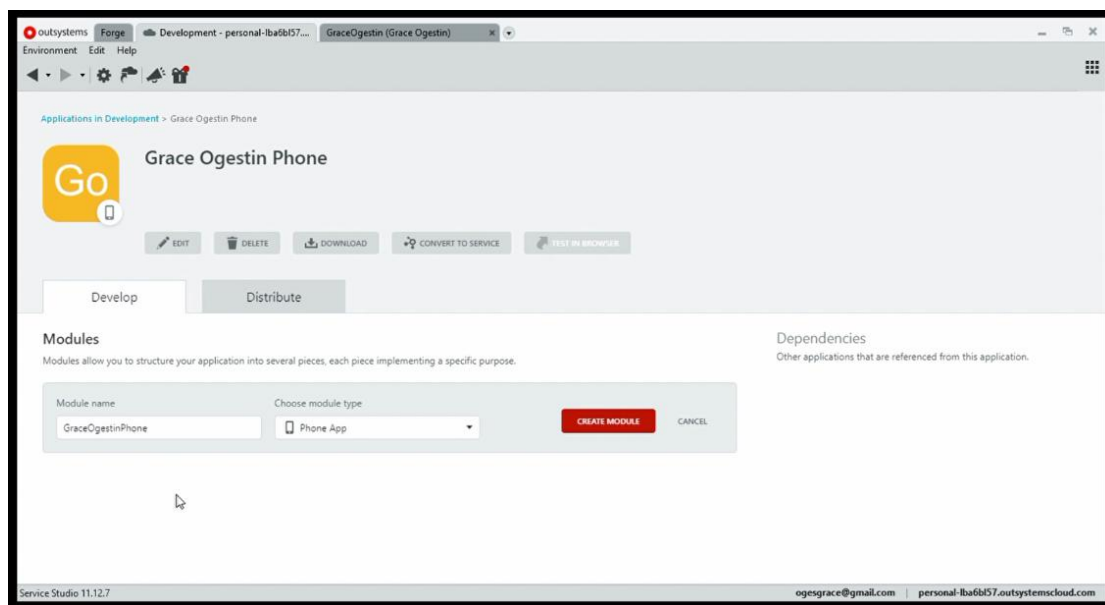 outsystems Forge Development - personal-lba6bl57.... GraceOgestin (Grace Ogestin)
Environment Edit Help
Applications in Development > Grace Ogestin Phone
Go
Grace Ogestin Phone
EDIT DELETE DOWNLOAD CONVERT TO SERVICE TEST IN BROWSER
Develop Distribute
Modules
Modules allow you to structure your application into several pieces, each piece implementing a specific purpose.
Dependencies
Other applications that are referenced from this application.
Module name Choose module type
GraceOgestinPhone Phone App CREATE MODULE CANCEL
Service Studio 11.12.7 ogesgrace@gmail.com | personal-lba6bl57.outsystemscloud.com